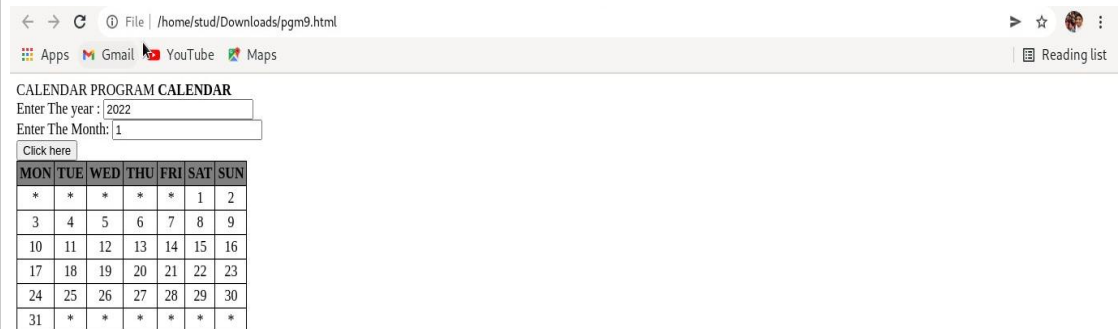 File /home/stud/Downloads/pgm9.html
Apps Gmail YouTube Maps Reading list
CALENDAR PROGRAM CALENDAR
Enter The year : 2022
Enter The Month: 1
Click here
MON TUE WED THU FRI SAT SUN
* * * * * 1 2
3 4 5 6 7 8 9
10 11 12 13 14 15 16
17 18 19 20 21 22 23
24 25 26 27 28 29 30
31 * * * * * *